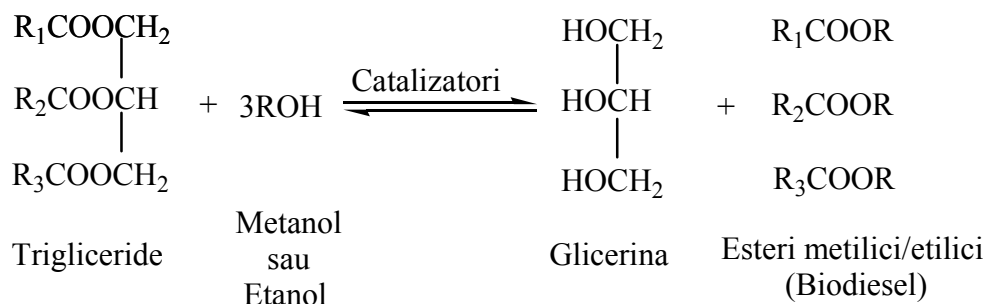 R₁COOCH₂ HOCH₂ R₁COOR
Catalizatori
R₂COOCH + 3ROH HOCH + R₂COOR
R₃COOCH₂ HOCH₂ R₃COOR
Trigliceride
Metanol
sau
Etanol
Glicerina
Esteri metilici/etilici
(Biodiesel)